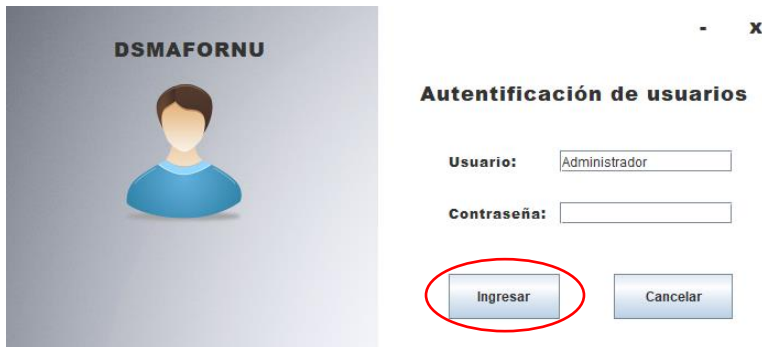 DSMAFORNU
- x
Autentificación de usuarios
Usuario: Administrador
Contraseña:
Ingresar Cancelar